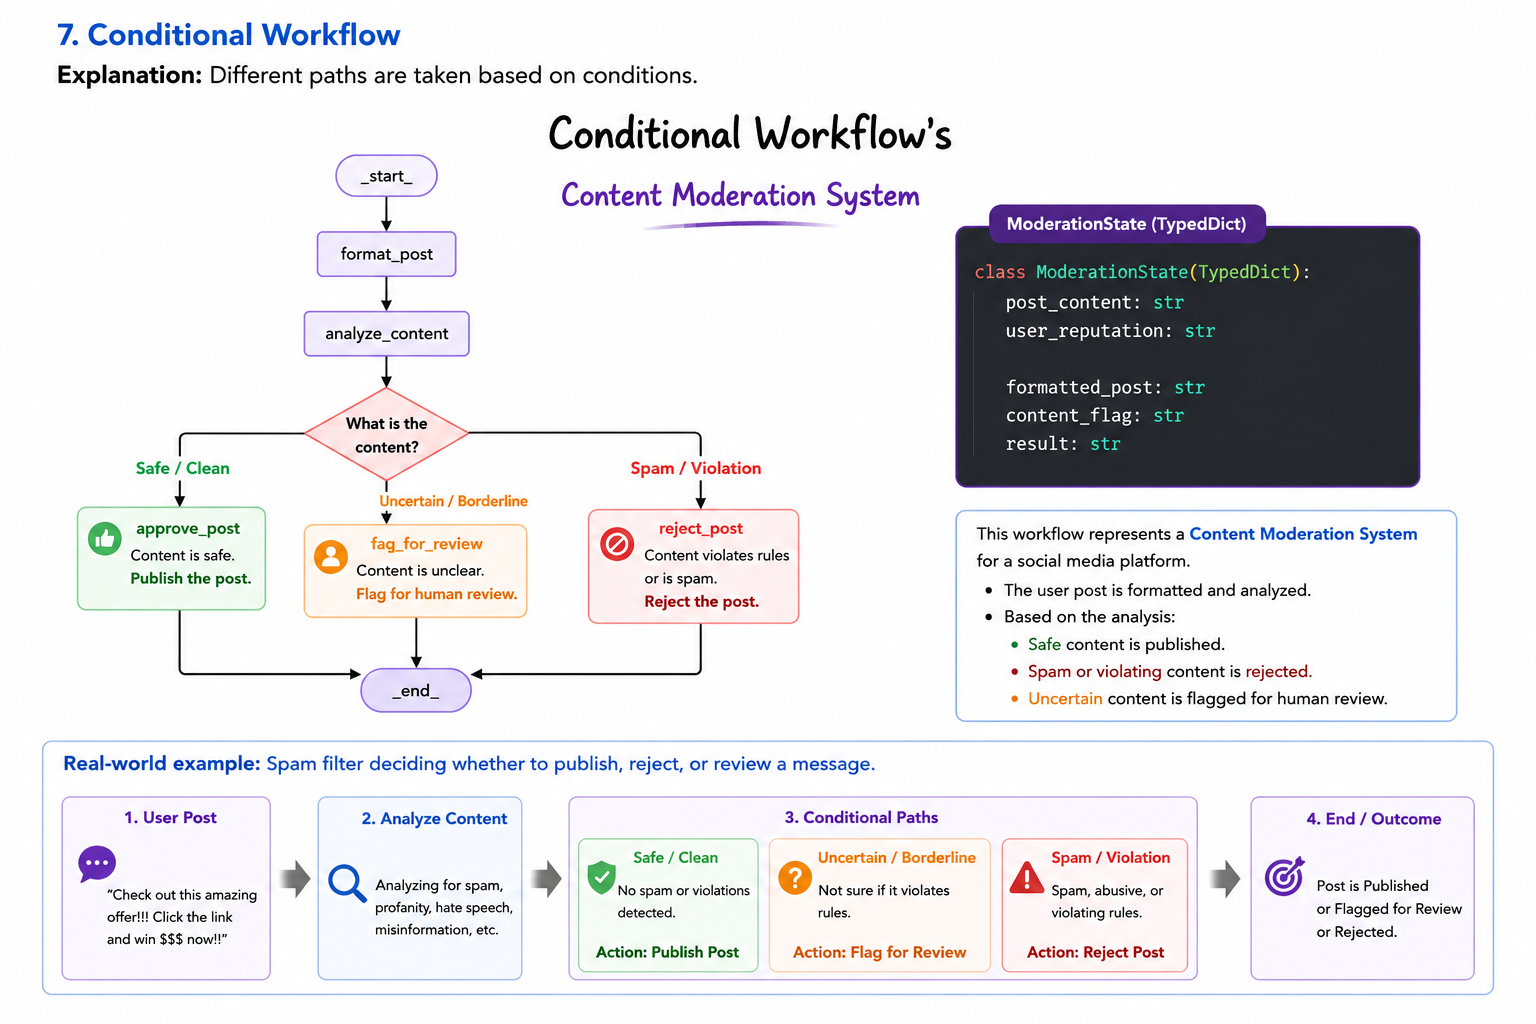 7. Conditional Workflow
Explanation: Different paths are taken based on conditions.
Conditional Workflow's
Content Moderation System
_start_
format_post
analyze_content
What is the
content?
Safe / Clean
Uncertain / Borderline
Spam / Violation
approve_post
Content is safe.
Publish the post.
fag_for_review
Content is unclear.
Flag for human review.
reject_post
Content violates rules
or is spam.
Reject the post.
_end_
ModerationState (TypedDict)
class ModerationState(TypedDict):
post_content: str
user_reputation: str
formatted_post: str
content_flag: str
result: str
This workflow represents a Content Moderation System
for a social media platform.
• The user post is formatted and analyzed.
• Based on the analysis:
• Safe content is published.
• Spam or violating content is rejected.
• Uncertain content is flagged for human review.
Real-world example: Spam filter deciding whether to publish, reject, or review a message.
1. User Post
"Check out this amazing
offer!!! Click the link
and win $$$ now!!"
2. Analyze Content
Analyzing for spam,
profanity, hate speech,
misinformation, etc.
3. Conditional Paths
Safe / Clean
No spam or violations
detected.
Action: Publish Post
Uncertain / Borderline
?
Not sure if it violates
rules.
Action: Flag for Review
Spam / Violation
!
Spam, abusive, or
violating rules.
Action: Reject Post
4. End / Outcome
Post is Published
or Flagged for Review
or Rejected.